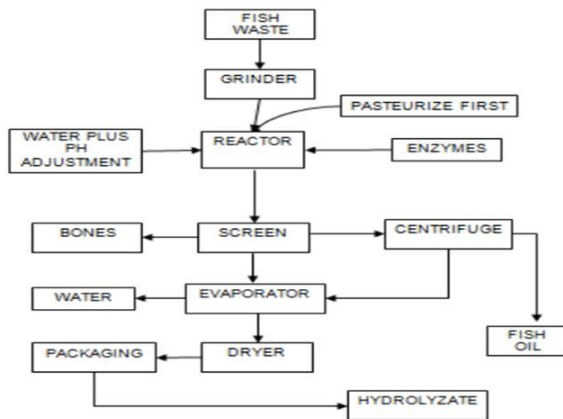 FISH
WASTE
GRINDER
PASTEURIZE FIRST
WATER PLUS
PH
ADJUSTMENT
REACTOR
ENZYMES
BONES
SCREEN
CENTRIFUGE
WATER
EVAPORATOR
FISH
OIL
PACKAGING
DRYER
HYDROLYZATE